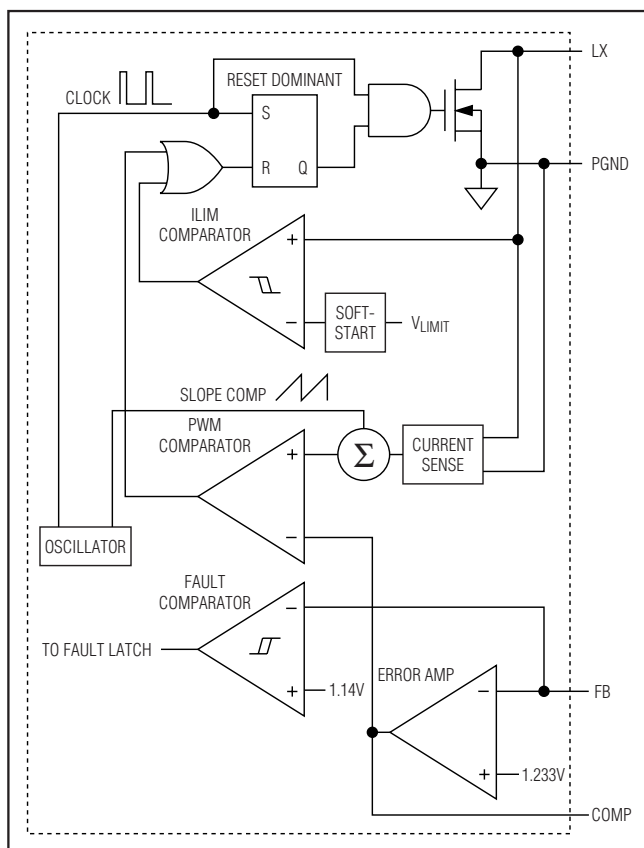 LX
RESET DOMINANT
CLOCK
S
R
Q
PGND
ILIM
COMPARATOR
+
−
SOFT-
START
VLIMIT
SLOPE COMP
PWM
COMPARATOR
+
−
Σ
CURRENT
SENSE
OSCILLATOR
FAULT
COMPARATOR
−
+
TO FAULT LATCH
1.14V
ERROR AMP
−
+
FB
1.233V
COMP